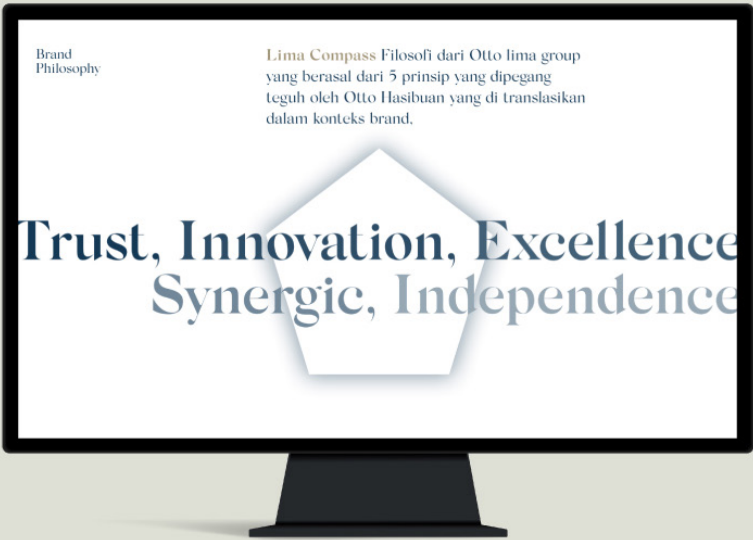 Brand
Philosophy
Lima Compass Filosofi dari Otto lima group
yang berasal dari 5 prinsip yang dipegang
teguh oleh Otto Hasibuan yang di translasikan
dalam konteks brand.
Trust, Innovation, Excellence
Synergic, Independence